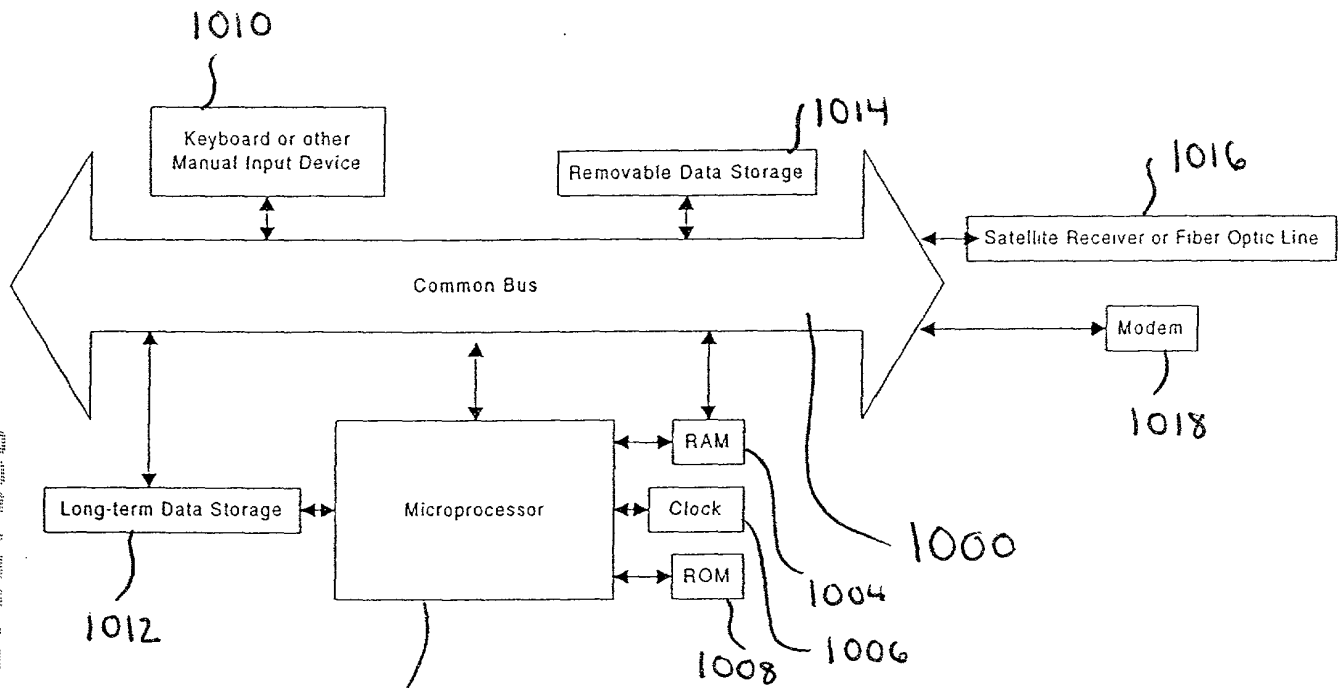 1010
Keyboard or other
Manual Input Device
1014
Removable Data Storage
1016
Satellite Receiver or Fiber Optic Line
Common Bus
Modem
1018
RAM
Long-term Data Storage
Microprocessor
Clock
1000
ROM
1004
1012
1006
1008